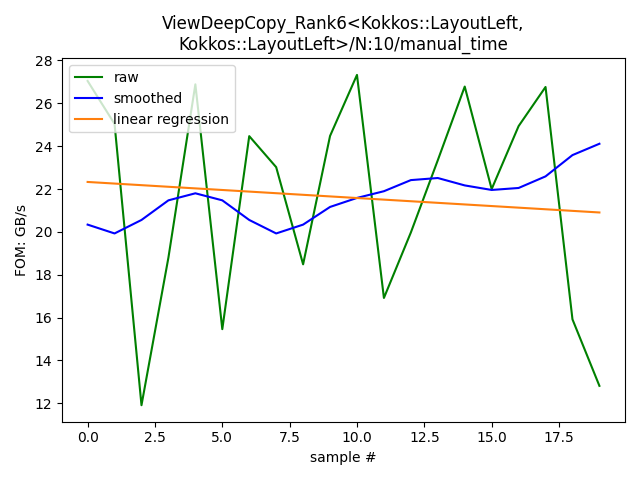 ViewDeepCopy_Rank6<Kokkos::LayoutLeft,
Kokkos::LayoutLeft>/N:10/manual_time
raw
smoothed
linear regression
FOM: GB/s
28
26
24
22
20
18
16
14
12
0.0
2.5
5.0
7.5
10.0
12.5
15.0
17.5
sample #